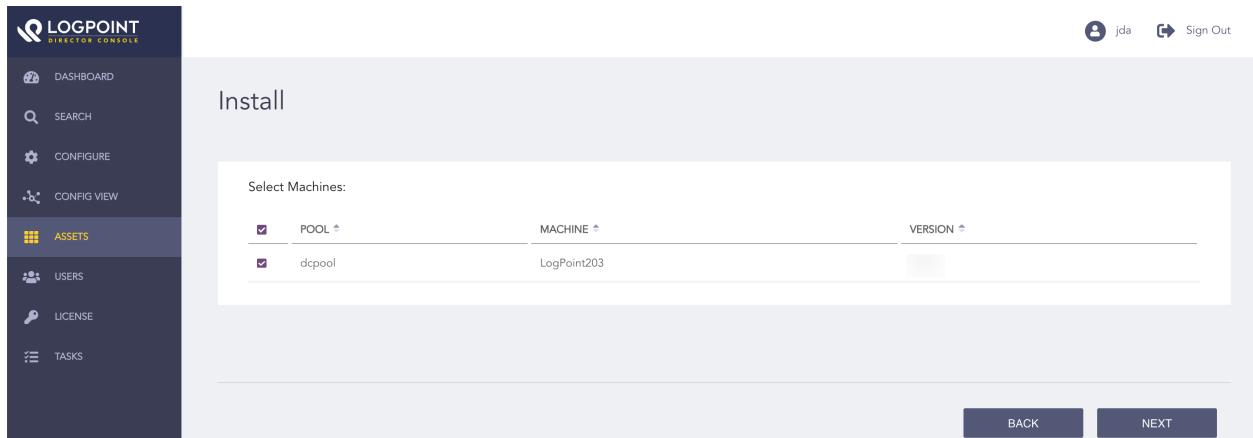 LOGPOINT
DIRECTOR CONSOLE
jda
Sign Out
DASHBOARD
SEARCH
CONFIGURE
CONFIG VIEW
ASSETS
USERS
LICENSE
TASKS
Install
Select Machines:
POOL MACHINE VERSION
dcpool LogPoint203
BACK NEXT